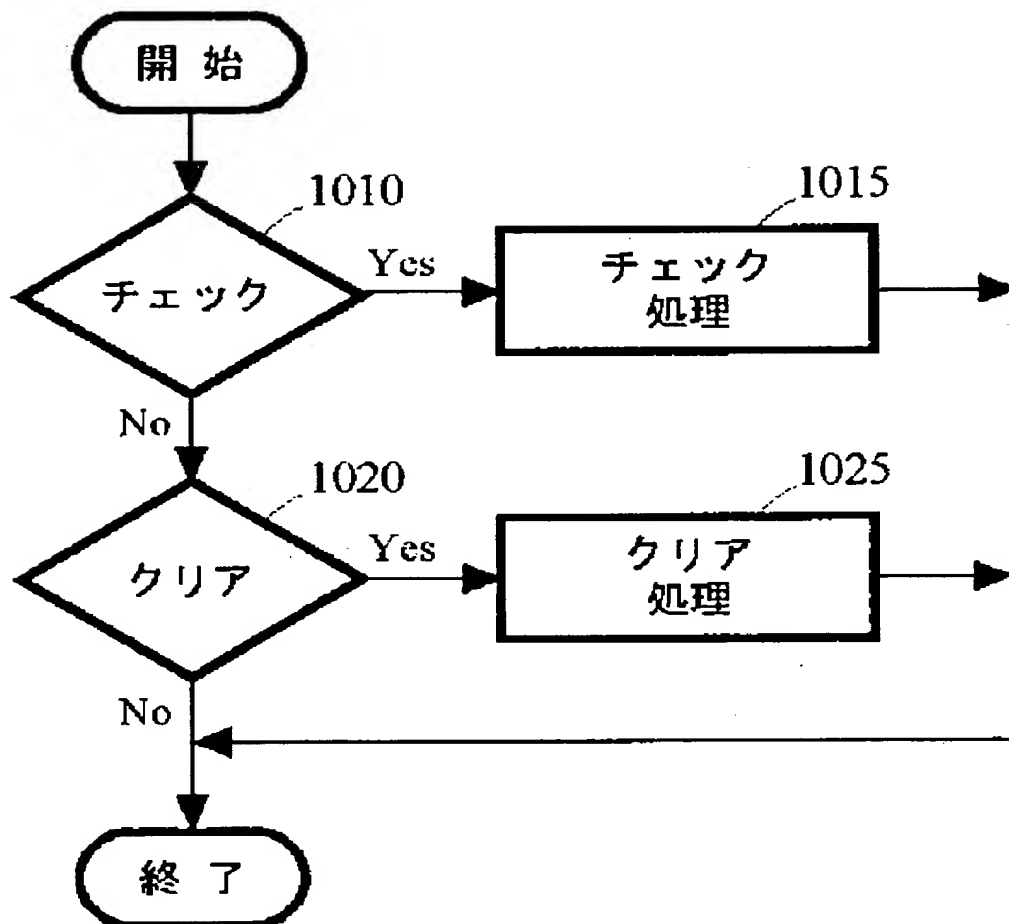 開始
1010
チェック
Yes
1015
チェック
処理
No
1020
クリア
Yes
1025
クリア
処理
No
終了